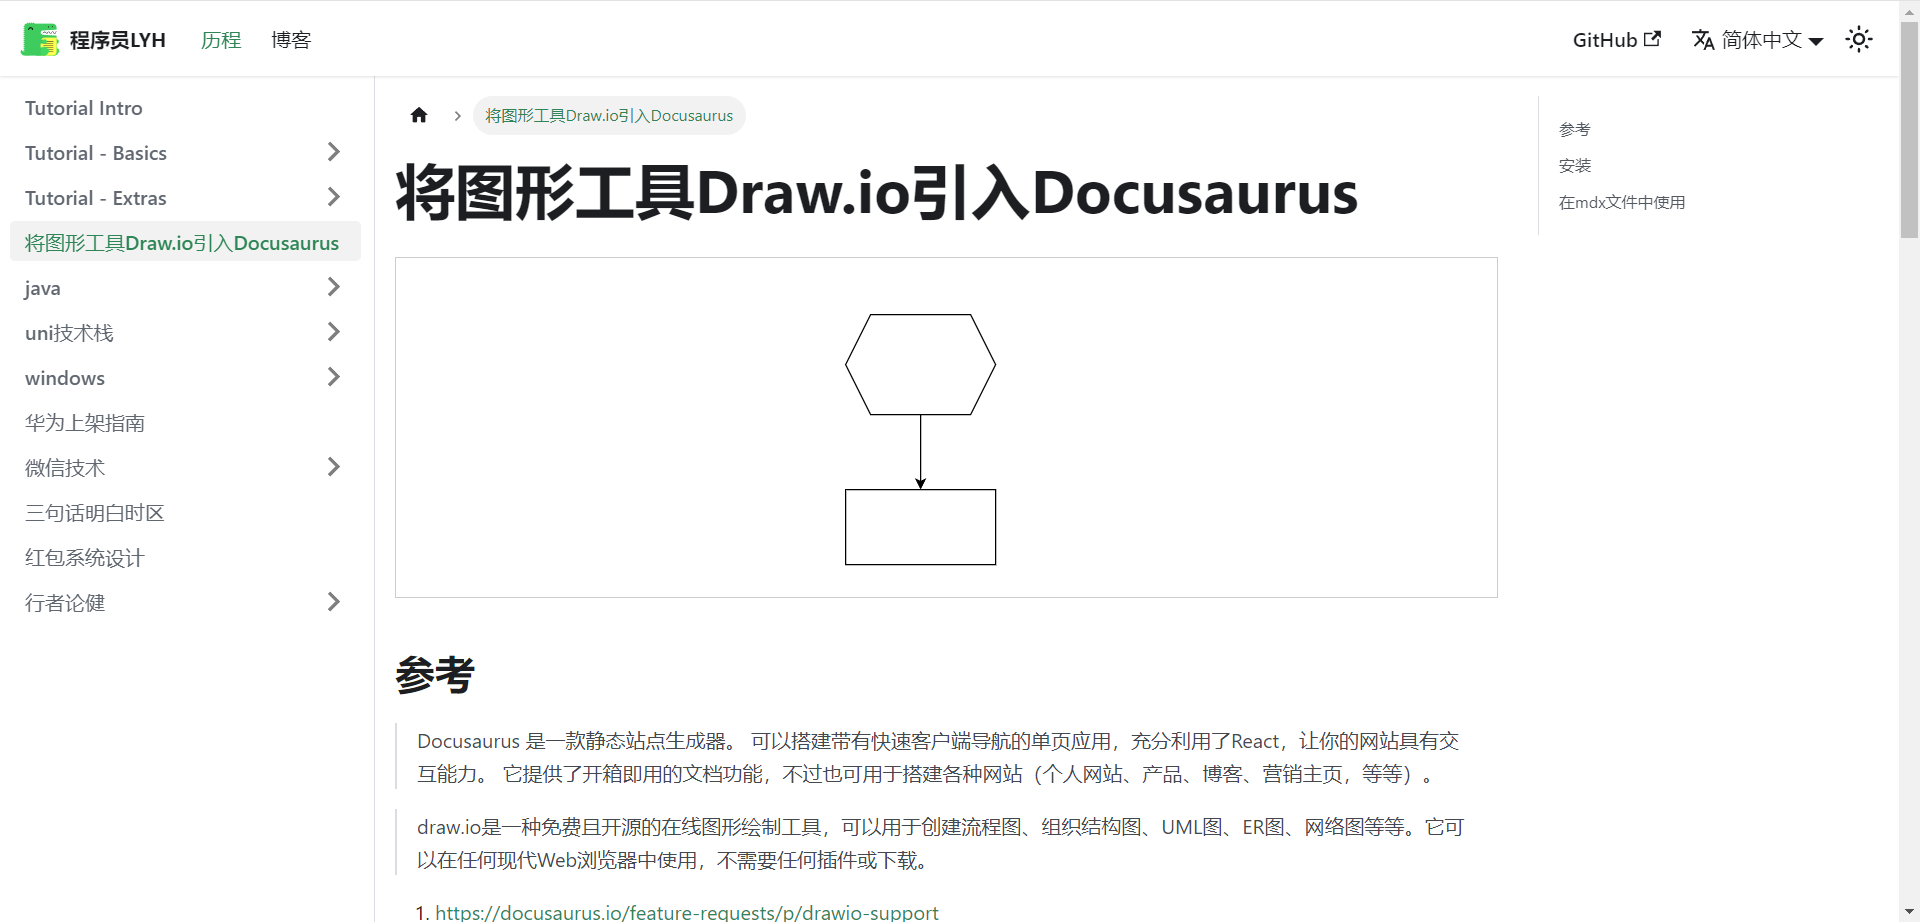 程序员LYH
历程
博客
GitHub
简体中文
Tutorial Intro
Tutorial - Basics
Tutorial - Extras
将图形工具Draw.io引入Docusaurus
java
uni技术栈
windows
华为上架指南
微信技术
三句话明白时区
红包系统设计
行者论健
将图形工具Draw.io引入Docusaurus
将图形工具Draw.io引入Docusaurus
参考
Docusaurus 是一款静态站点生成器。 可以搭建带有快速客户端导航的单页应用，充分利用了React，让你的网站具有交
互能力。 它提供了开箱即用的文档功能，不过也可用于搭建各种网站（个人网站、产品、博客、营销主页，等等）。
draw.io是一种免费且开源的在线图形绘制工具，可以用于创建流程图、组织结构图、UML图、ER图、网络图等等。它可
以在任何现代Web浏览器中使用，不需要任何插件或下载。
1. https://docusaurus.io/feature-requests/p/drawio-support
参考
安装
在mdx文件中使用